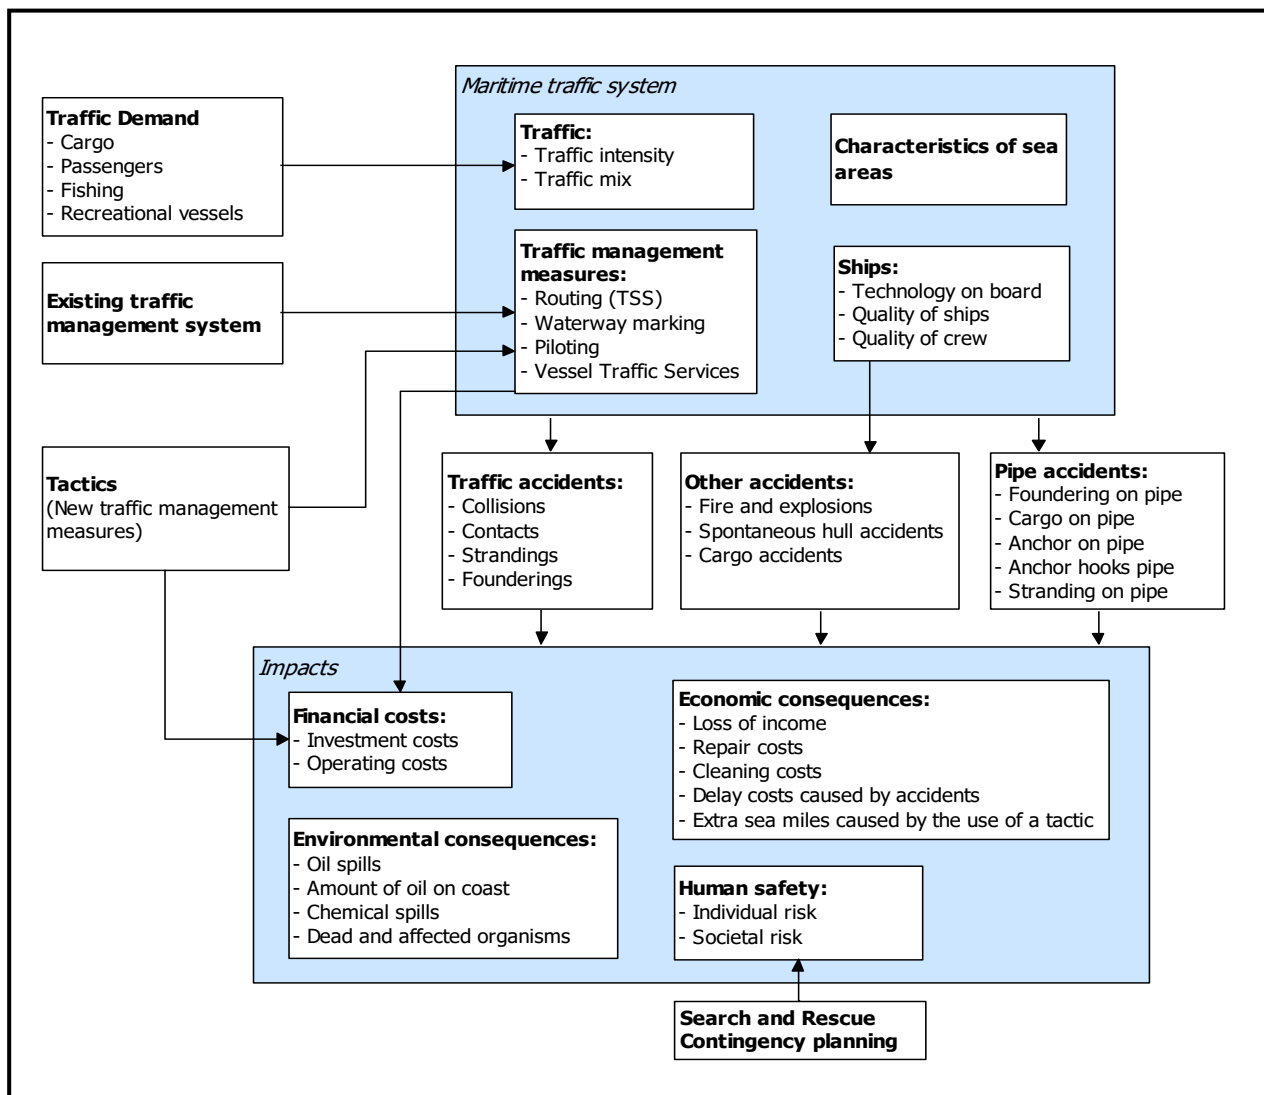 Maritime traffic system
Traffic Demand
- Cargo
- Passengers
- Fishing
- Recreational vessels
Traffic:
- Traffic intensity
- Traffic mix
Characteristics of sea
areas
Existing traffic
management system
Traffic management
measures:
- Routing (TSS)
- Waterway marking
- Piloting
- Vessel Traffic Services
Ships:
- Technology on board
- Quality of ships
- Quality of crew
Tactics
(New traffic management
measures)
Traffic accidents:
- Collisions
- Contacts
- Strandings
- Founderings
Other accidents:
- Fire and explosions
- Spontaneous hull accidents
- Cargo accidents
Pipe accidents:
- Foundering on pipe
- Cargo on pipe
- Anchor on pipe
- Anchor hooks pipe
- Stranding on pipe
Impacts
Financial costs:
- Investment costs
- Operating costs
Economic consequences:
- Loss of income
- Repair costs
- Cleaning costs
- Delay costs caused by accidents
- Extra sea miles caused by the use of a tactic
Environmental consequences:
- Oil spills
- Amount of oil on coast
- Chemical spills
- Dead and affected organisms
Human safety:
- Individual risk
- Societal risk
Search and Rescue
Contingency planning